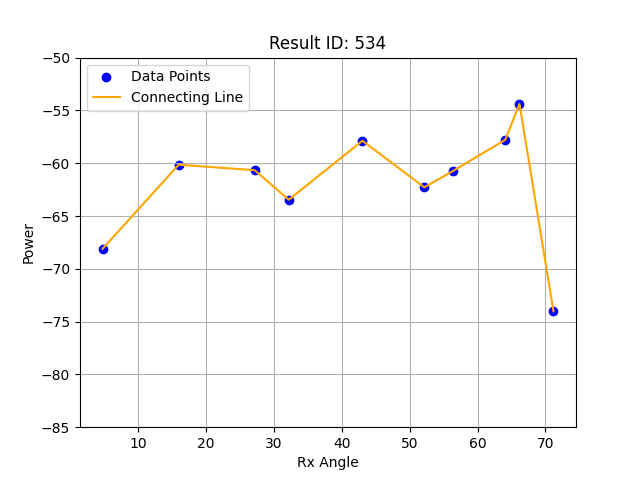 Result ID: 534
Data Points
Connecting Line
−50
−55
−60
−65
−70
−75
−80
−85
Power
10 20 30 40 50 60 70
Rx Angle